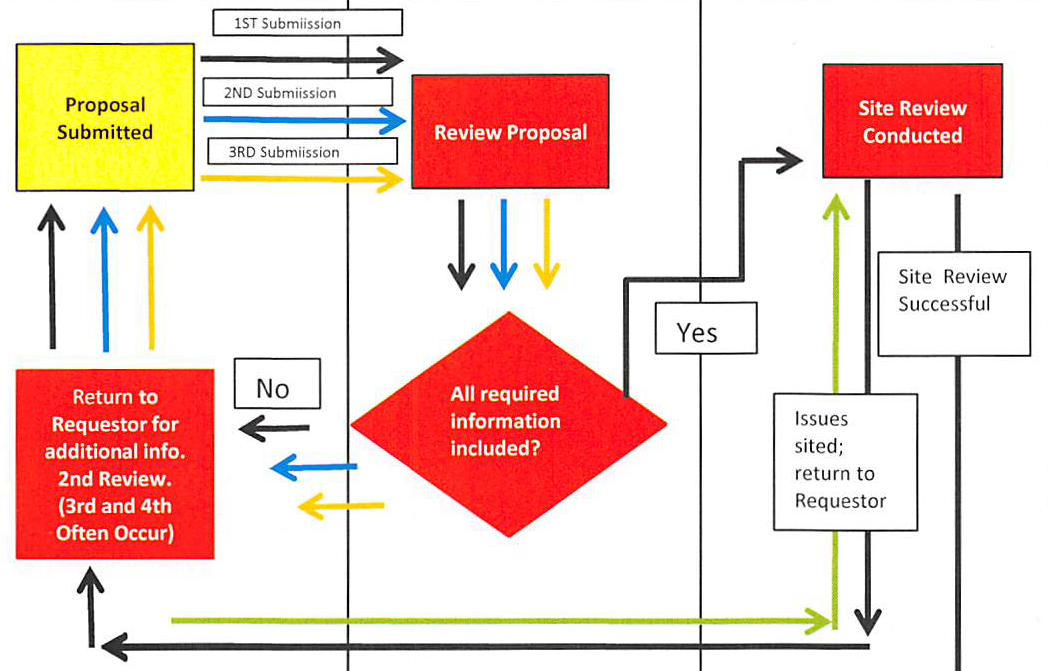 1ST Submiission
2ND Submiission
3RD Submiission
Proposal
Submitted
Review Proposal
Site Review
Conducted
Site Review
Successful
Yes
No
All required
information
included?
Return to
Requestor for
additional info.
2nd Review.
(3rd and 4th
Often Occur)
Issues
sited;
return to
Requestor